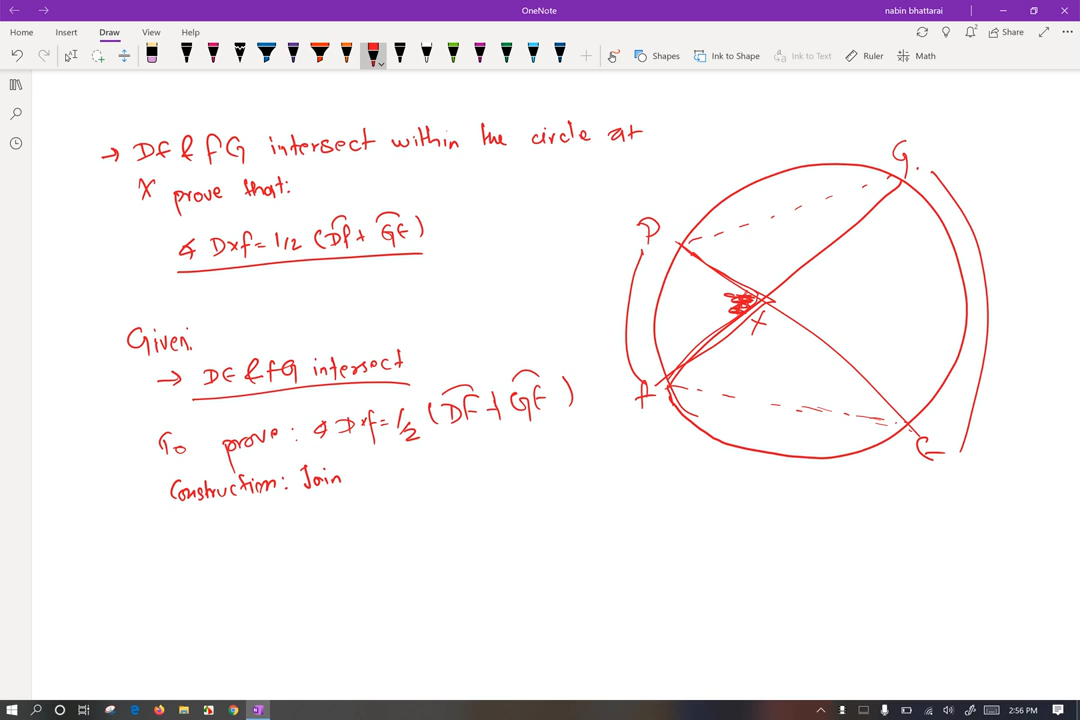 OneNote
nabin bhattarai
Home Insert Draw View Help
Share
Shapes Ink to Shape Ink to Text Ruler Math
→ DE & FG intersect within the circle at
X prove that:
∡ DXF = 1/2 (DF + GE)
Given:
→ DE & FG intersect
To prove: ∡ DXF = 1/2 (DF + GE)
Construction: Join
G
D
X
F
E
2:56 PM